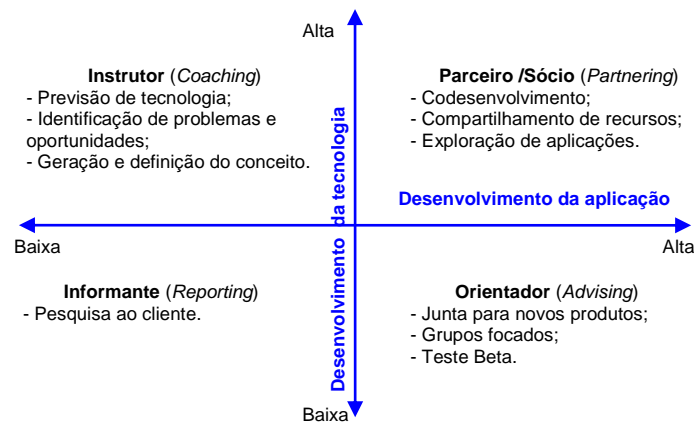 Alta
Instrutor (Coaching)
- Previsão de tecnologia;
- Identificação de problemas e
oportunidades;
- Geração e definição do conceito.
Parceiro /Sócio (Partnering)
- Codesenvolvimento;
- Compartilhamento de recursos;
- Exploração de aplicações.
Desenvolvimento da tecnologia
Desenvolvimento da aplicação
Baixa
Alta
Informante (Reporting)
- Pesquisa ao cliente.
Orientador (Advising)
- Junta para novos produtos;
- Grupos focados;
- Teste Beta.
Baixa